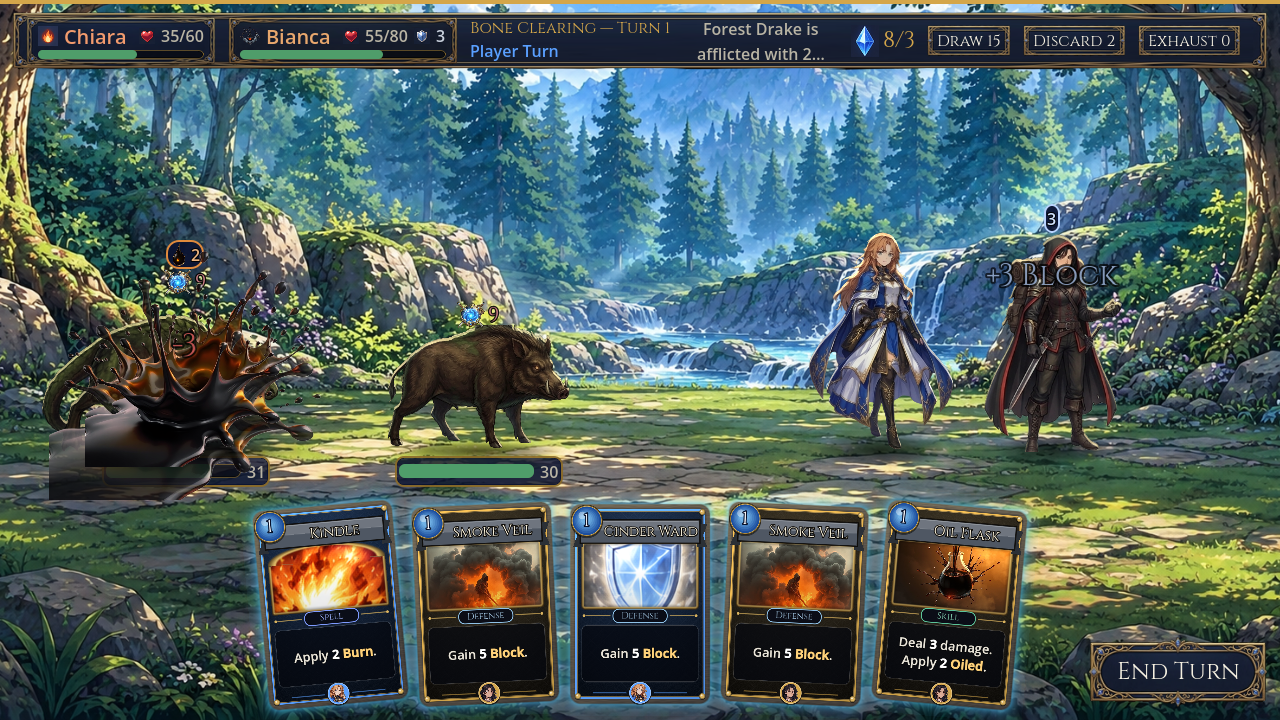 Chiara 35/60
Bianca 55/80 3
Bone Clearing — Turn 1
Player Turn
Forest Drake is
afflicted with 2...
8/3
Draw 15
Discard 2
Exhaust 0
2
9
-3
31
9
30
3
+3 Block
1
Kindle
Spell
Apply 2 Burn.
1
Smoke Veil
Defense
Gain 5 Block.
1
Cinder Ward
Defense
Gain 5 Block.
1
Smoke Veil
Defense
Gain 5 Block.
1
Oil Flask
Skill
Deal 3 damage.
Apply 2 Oiled.
End Turn